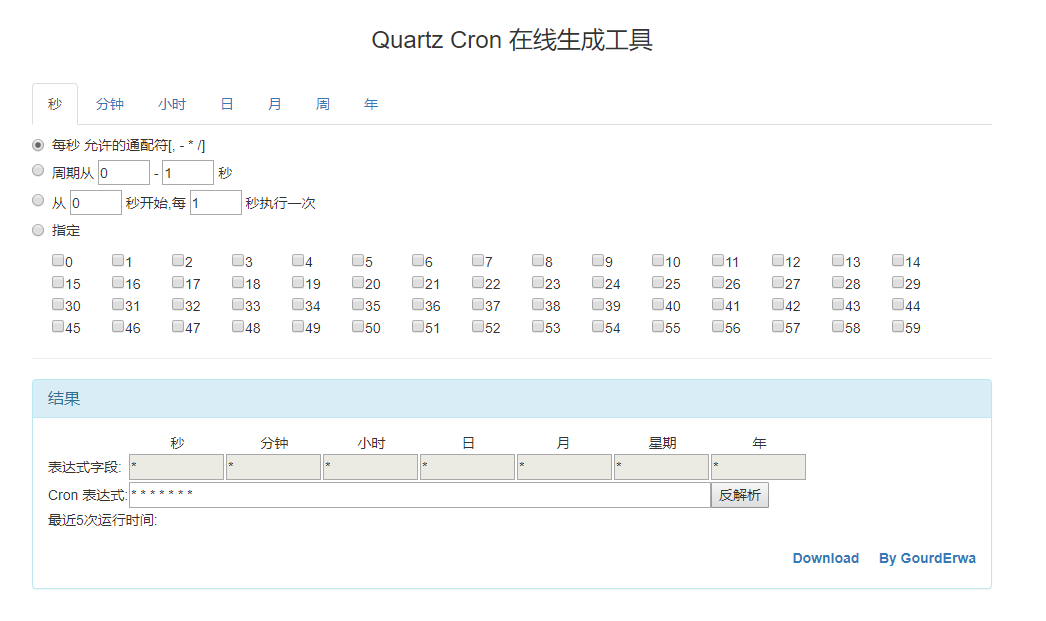 Quartz Cron 在线生成工具
秒 分钟 小时 日 月 周 年
每秒 允许的通配符[, - * /]
周期从 0 - 1 秒
从 0 秒开始,每 1 秒执行一次
指定
0 1 2 3 4 5 6 7 8 9 10 11 12 13 14
15 16 17 18 19 20 21 22 23 24 25 26 27 28 29
30 31 32 33 34 35 36 37 38 39 40 41 42 43 44
45 46 47 48 49 50 51 52 53 54 55 56 57 58 59
结果
秒 分钟 小时 日 月 星期 年
表达式字段: * * * * * * *
Cron 表达式: * * * * * * * 反解析
最近5次运行时间:
Download By GourdErwa